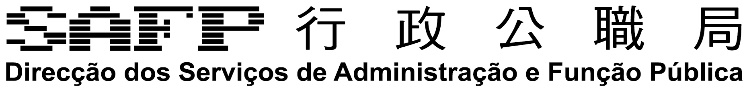 SAFP 行政公職局
Direcção dos Serviços de Administração e Função Pública